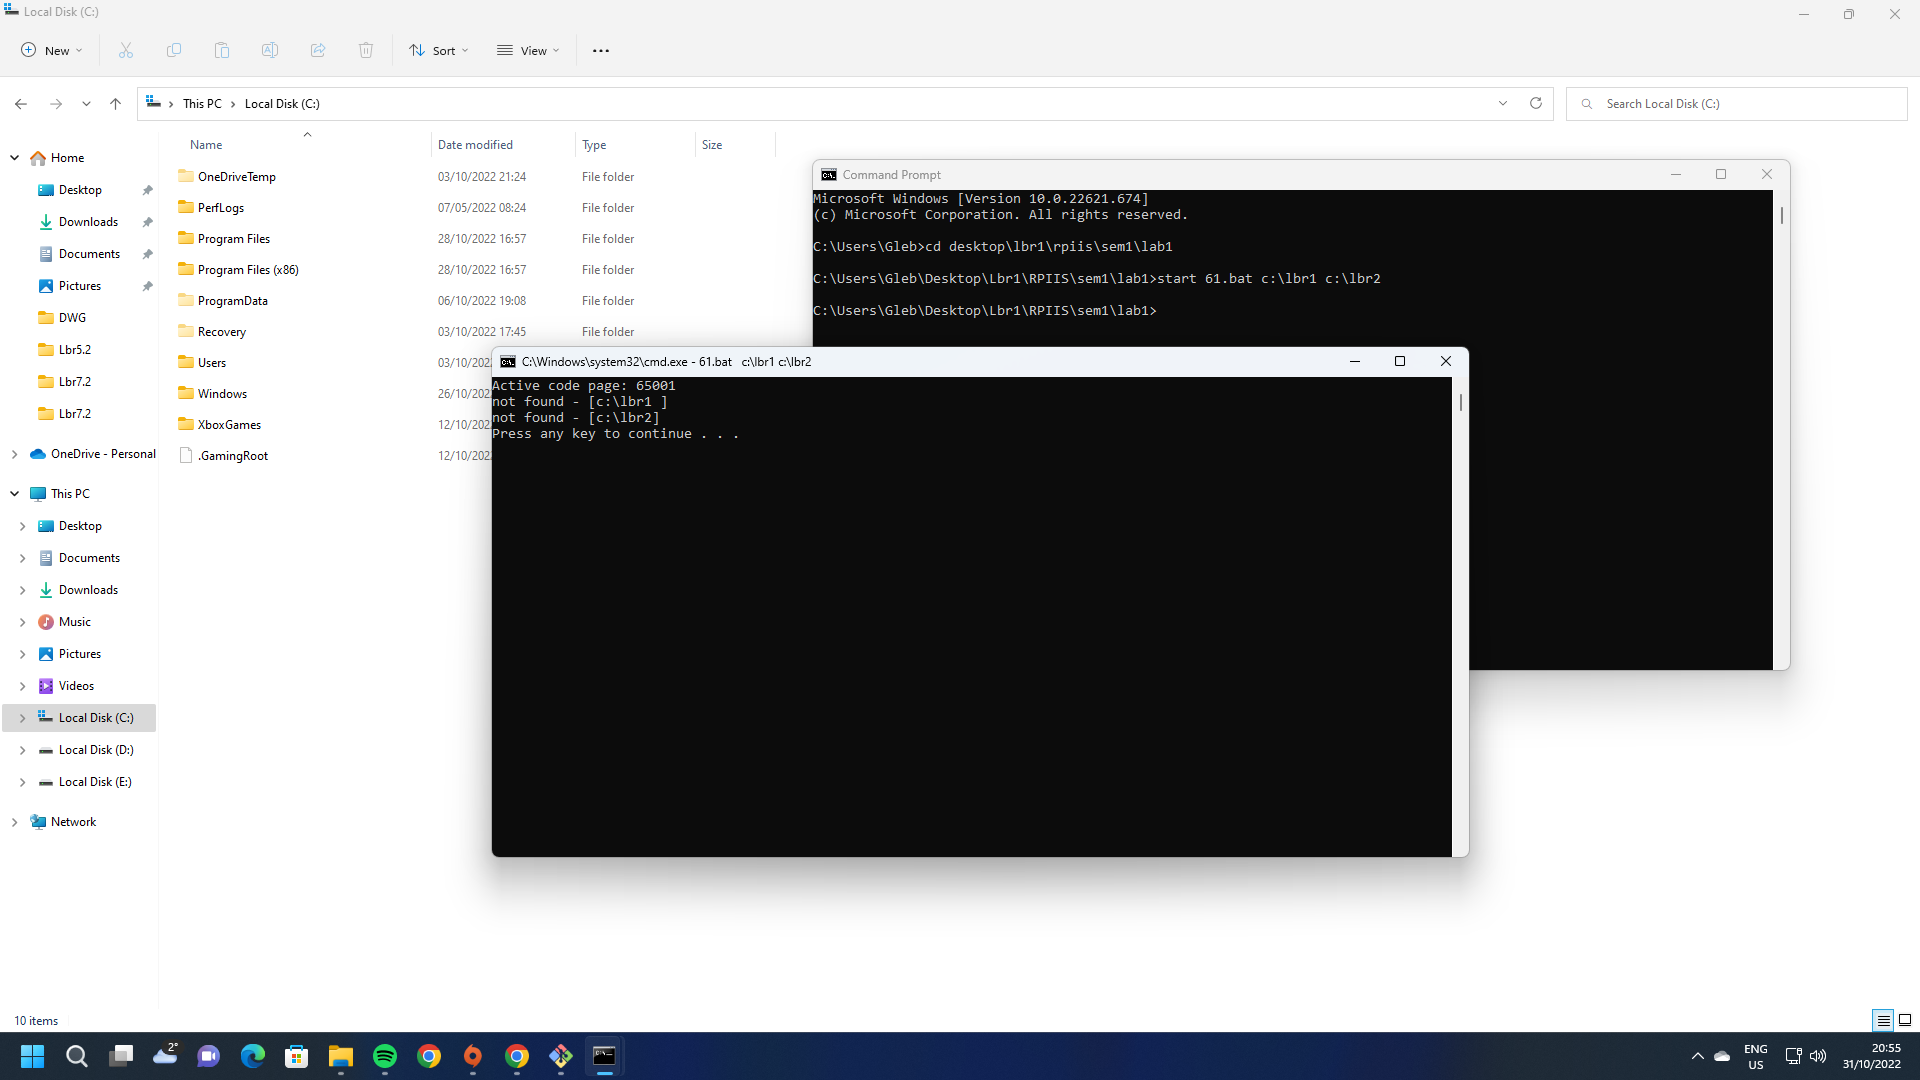 Local Disk (C:)
New
Sort
View
This PC
Local Disk (C:)
Search Local Disk (C:)
Name
Date modified
Type
Size
Home
Desktop
Downloads
Documents
Pictures
DWG
Lbr5.2
Lbr7.2
Lbr7.2
OneDrive - Personal
This PC
Desktop
Documents
Downloads
Music
Pictures
Videos
Local Disk (C:)
Local Disk (D:)
Local Disk (E:)
Network
OneDriveTemp 03/10/2022 21:24 File folder
PerfLogs 07/05/2022 08:24 File folder
Program Files 28/10/2022 16:57 File folder
Program Files (x86) 28/10/2022 16:57 File folder
ProgramData 06/10/2022 19:08 File folder
Recovery 03/10/2022 17:45 File folder
Users 03/10/202
Windows 26/10/202
XboxGames 12/10/202
.GamingRoot 12/10/202
Command Prompt
Microsoft Windows [Version 10.0.22621.674]
(c) Microsoft Corporation. All rights reserved.
C:\Users\Gleb>cd desktop\lbr1\rpiis\sem1\lab1
C:\Users\Gleb\Desktop\Lbr1\RPIIS\sem1\lab1>start 61.bat c:\lbr1 c:\lbr2
C:\Users\Gleb\Desktop\Lbr1\RPIIS\sem1\lab1>
C:\Windows\system32\cmd.exe - 61.bat  c:\lbr1 c:\lbr2
Active code page: 65001
not found - [c:\lbr1 ]
not found - [c:\lbr2]
Press any key to continue . . .
10 items
2°
ENG
US
20:55
31/10/2022